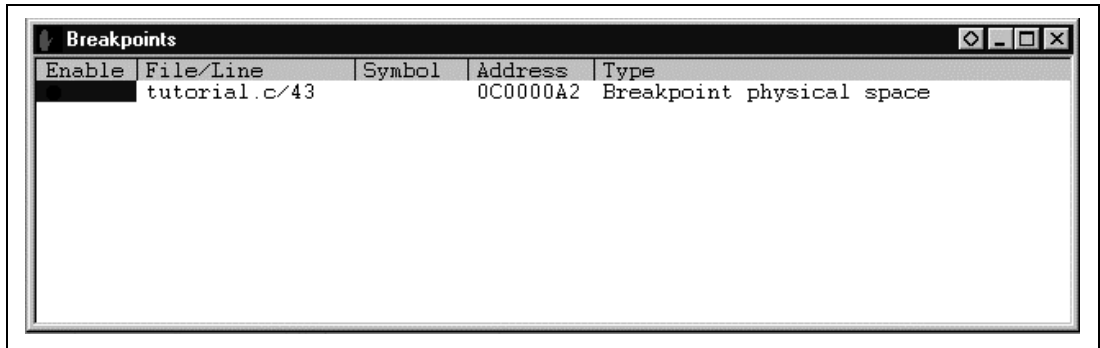 Breakpoints
Enable File/Line Symbol Address Type
tutorial.c/43 0C0000A2 Breakpoint physical space